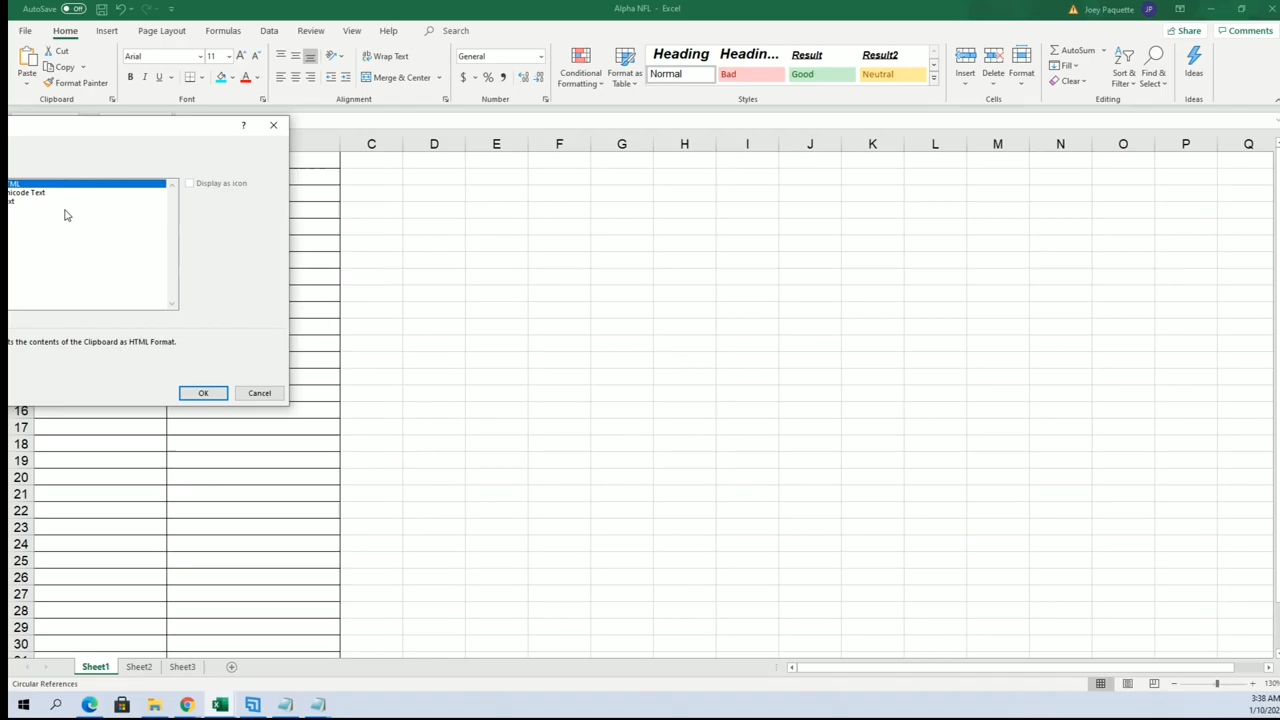 AutoSave Off Alpha NFL - Excel Joey Paquette JP
File Home Insert Page Layout Formulas Data Review View Help Search Share Comments
Paste Cut Copy Format Painter Clipboard
Arial 11 B I U A A A Font
Wrap Text Merge & Center Alignment
General $ % , Number
Conditional Formatting Format as Table
Heading Headin... Result Result2
Normal Bad Good Neutral
Styles
Insert Delete Format Cells
AutoSum Fill Clear Sort & Filter Find & Select Editing
Ideas Ideas
? 
C D E F G H I J K L M N O P Q
TML
nicode Text
ext
Display as icon
ts the contents of the Clipboard as HTML Format.
OK Cancel
16
17
18
19
20
21
22
23
24
25
26
27
28
29
30
Sheet1 Sheet2 Sheet3
Circular References 130%
3:38 AM
1/10/202